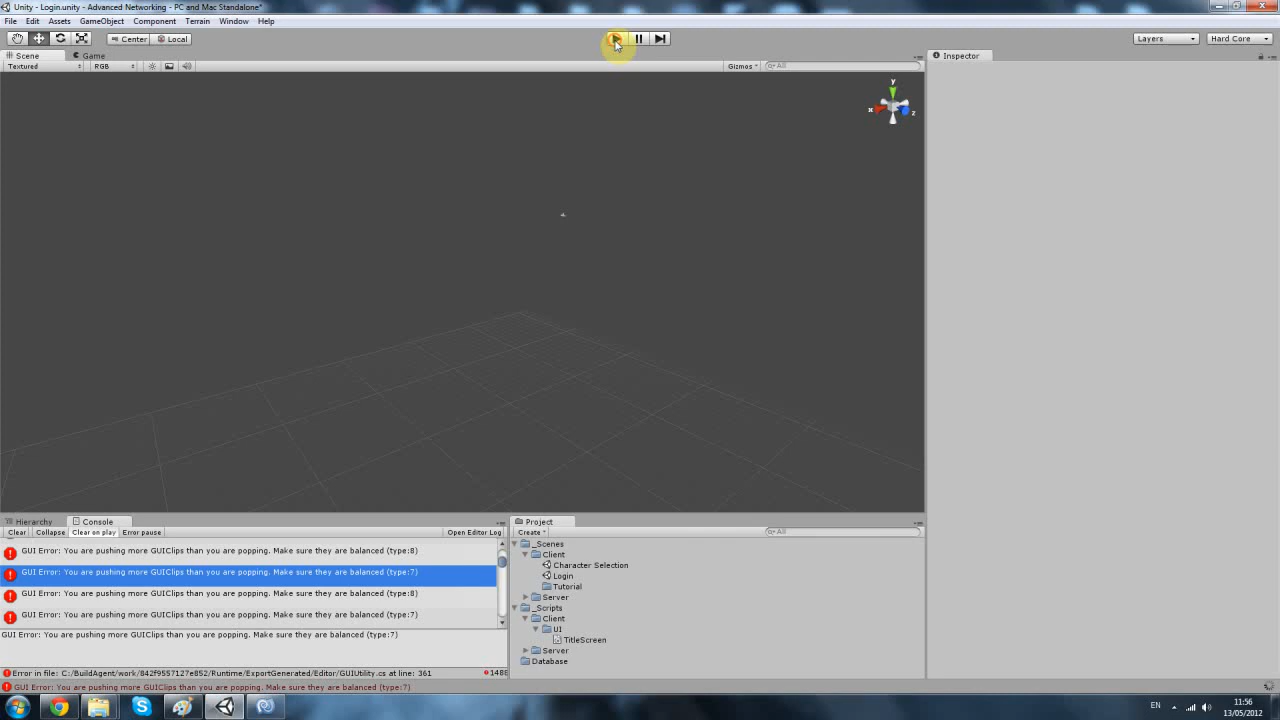 Unity - Login.unity - Advanced Networking - PC and Mac Standalone*
File Edit Assets GameObject Component Terrain Window Help
Center Local
Layers
Hard Core
Scene Game
Inspector
Textured RGB Gizmos All
y
x
z
Hierarchy Console
Clear Collapse Clear on play Error pause Open Editor Log
GUI Error: You are pushing more GUIClips than you are popping. Make sure they are balanced (type:8)
GUI Error: You are pushing more GUIClips than you are popping. Make sure they are balanced (type:7)
GUI Error: You are pushing more GUIClips than you are popping. Make sure they are balanced (type:8)
GUI Error: You are pushing more GUIClips than you are popping. Make sure they are balanced (type:7)
GUI Error: You are pushing more GUIClips than you are popping. Make sure they are balanced (type:7)
Error in file: C:/BuildAgent/work/842f9557127e852/Runtime/ExportGenerated/Editor/GUIUtility.cs at line: 361
Project
Create All
_Scenes
Client
Character Selection
Login
Tutorial
Server
_Scripts
Client
UI
TitleScreen
Server
Database
GUI Error: You are pushing more GUIClips than you are popping. Make sure they are balanced (type:7)
EN
11:56
13/05/2012